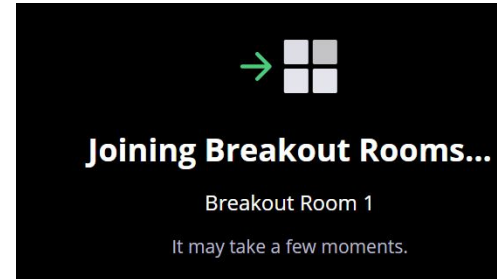 Joining Breakout Rooms...
Breakout Room 1
It may take a few moments.